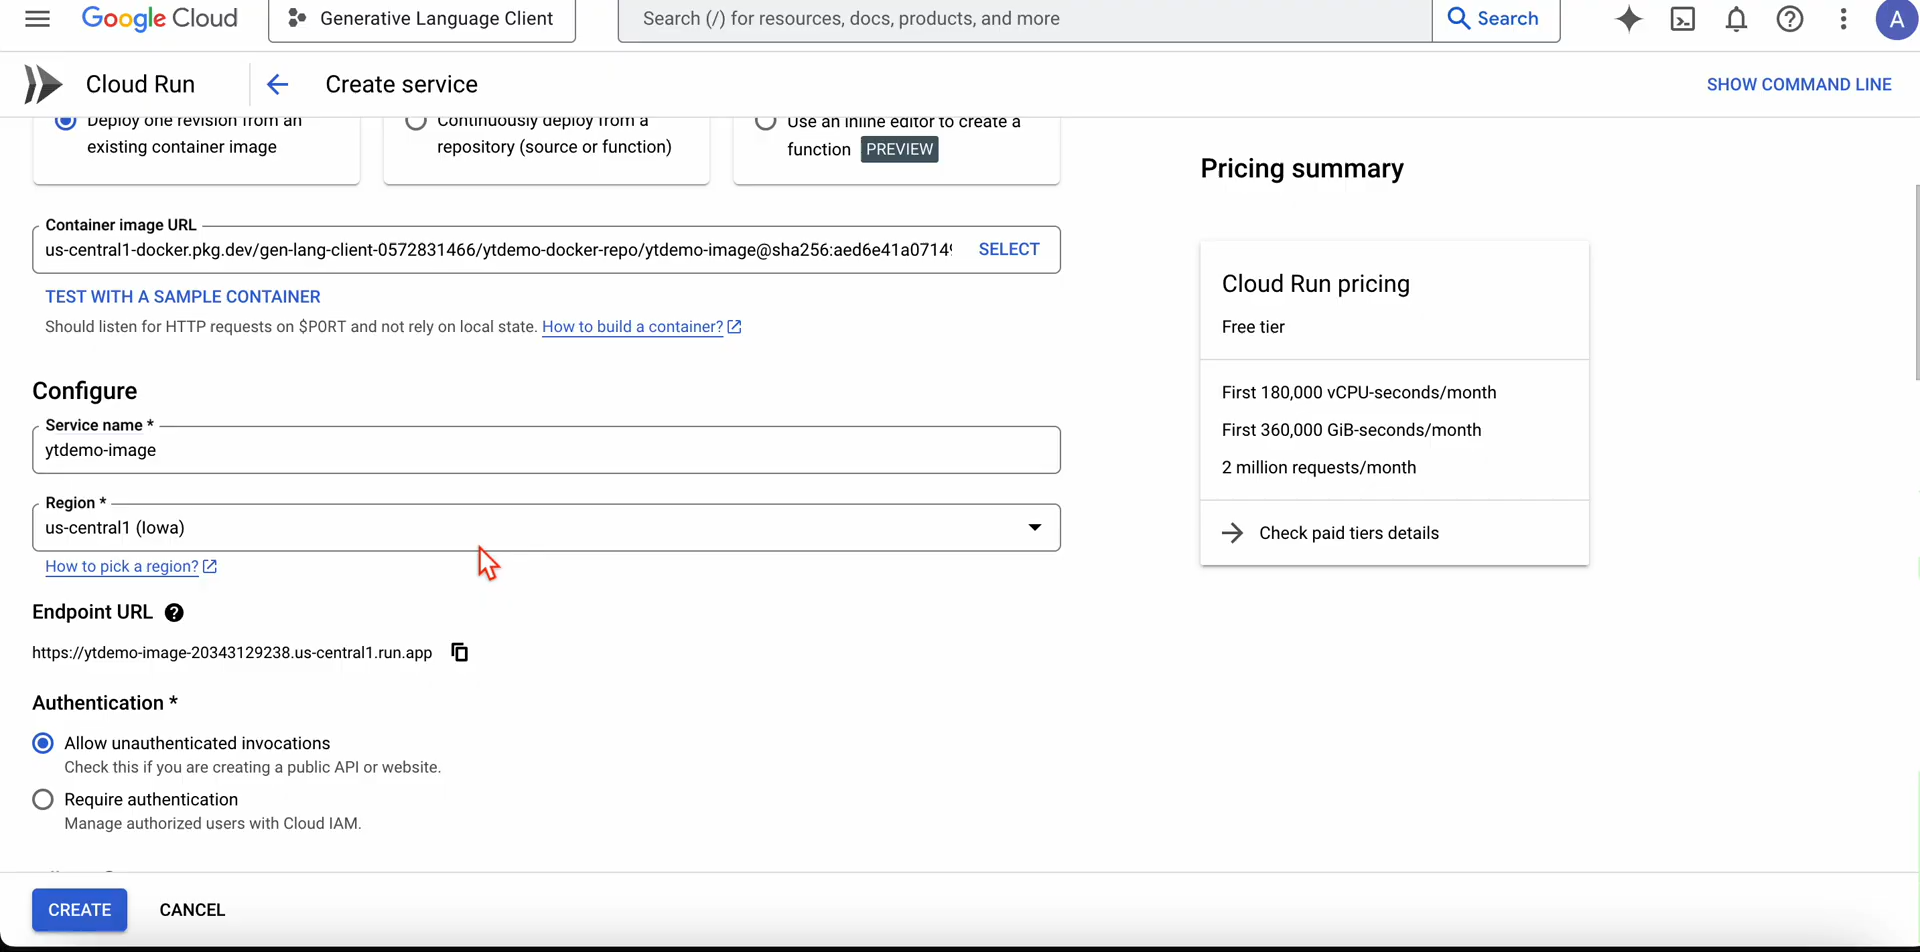 Google Cloud
Generative Language Client
Search (/) for resources, docs, products, and more
Search
A
Cloud Run
Create service
SHOW COMMAND LINE
Deploy one revision from an
existing container image
Continuously deploy from a
repository (source or function)
Use an inline editor to create a
function PREVIEW
Pricing summary
Container image URL
us-central1-docker.pkg.dev/gen-lang-client-0572831466/ytdemo-docker-repo/ytdemo-image@sha256:aed6e41a0714
SELECT
TEST WITH A SAMPLE CONTAINER
Should listen for HTTP requests on $PORT and not rely on local state. How to build a container?
Cloud Run pricing
Free tier
First 180,000 vCPU-seconds/month
First 360,000 GiB-seconds/month
2 million requests/month
Check paid tiers details
Configure
Service name *
ytdemo-image
Region *
us-central1 (Iowa)
How to pick a region?
Endpoint URL
https://ytdemo-image-20343129238.us-central1.run.app
Authentication *
Allow unauthenticated invocations
Check this if you are creating a public API or website.
Require authentication
Manage authorized users with Cloud IAM.
CREATE
CANCEL